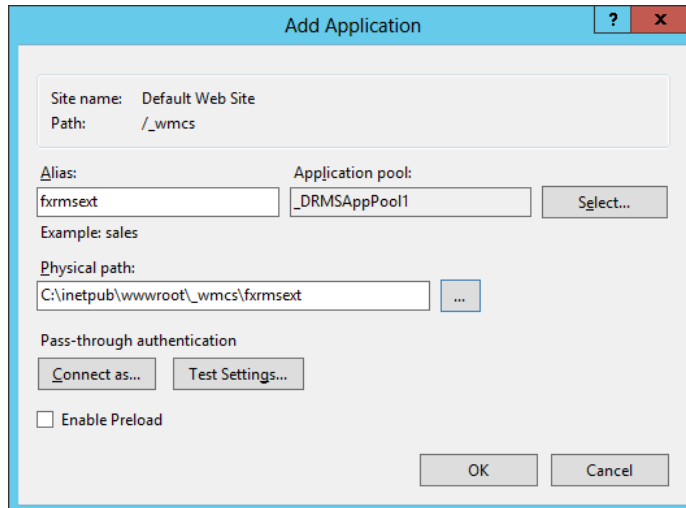 Add Application
? x
Site name: Default Web Site
Path: /_wmcs
Alias: Application pool:
fxrmsext _DRMSAppPool1 Select...
Example: sales
Physical path:
C:\inetpub\wwwroot\_wmcs\fxrmsext ...
Pass-through authentication
Connect as... Test Settings...
Enable Preload
OK Cancel